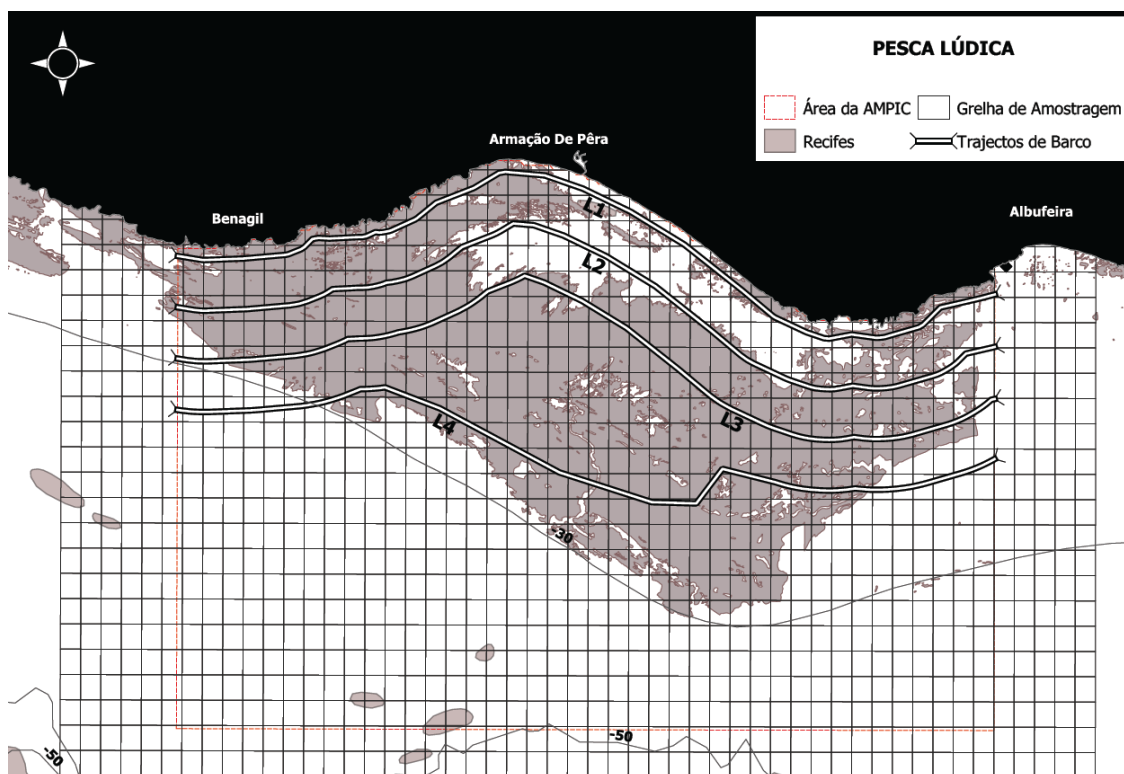 PESCA LÚDICA
Área da AMPIC
Grelha de Amostragem
Recifes
Trajectos de Barco
Armação De Pêra
Benagil
Albufeira
L1
L2
L3
L4
-30
-50
-50